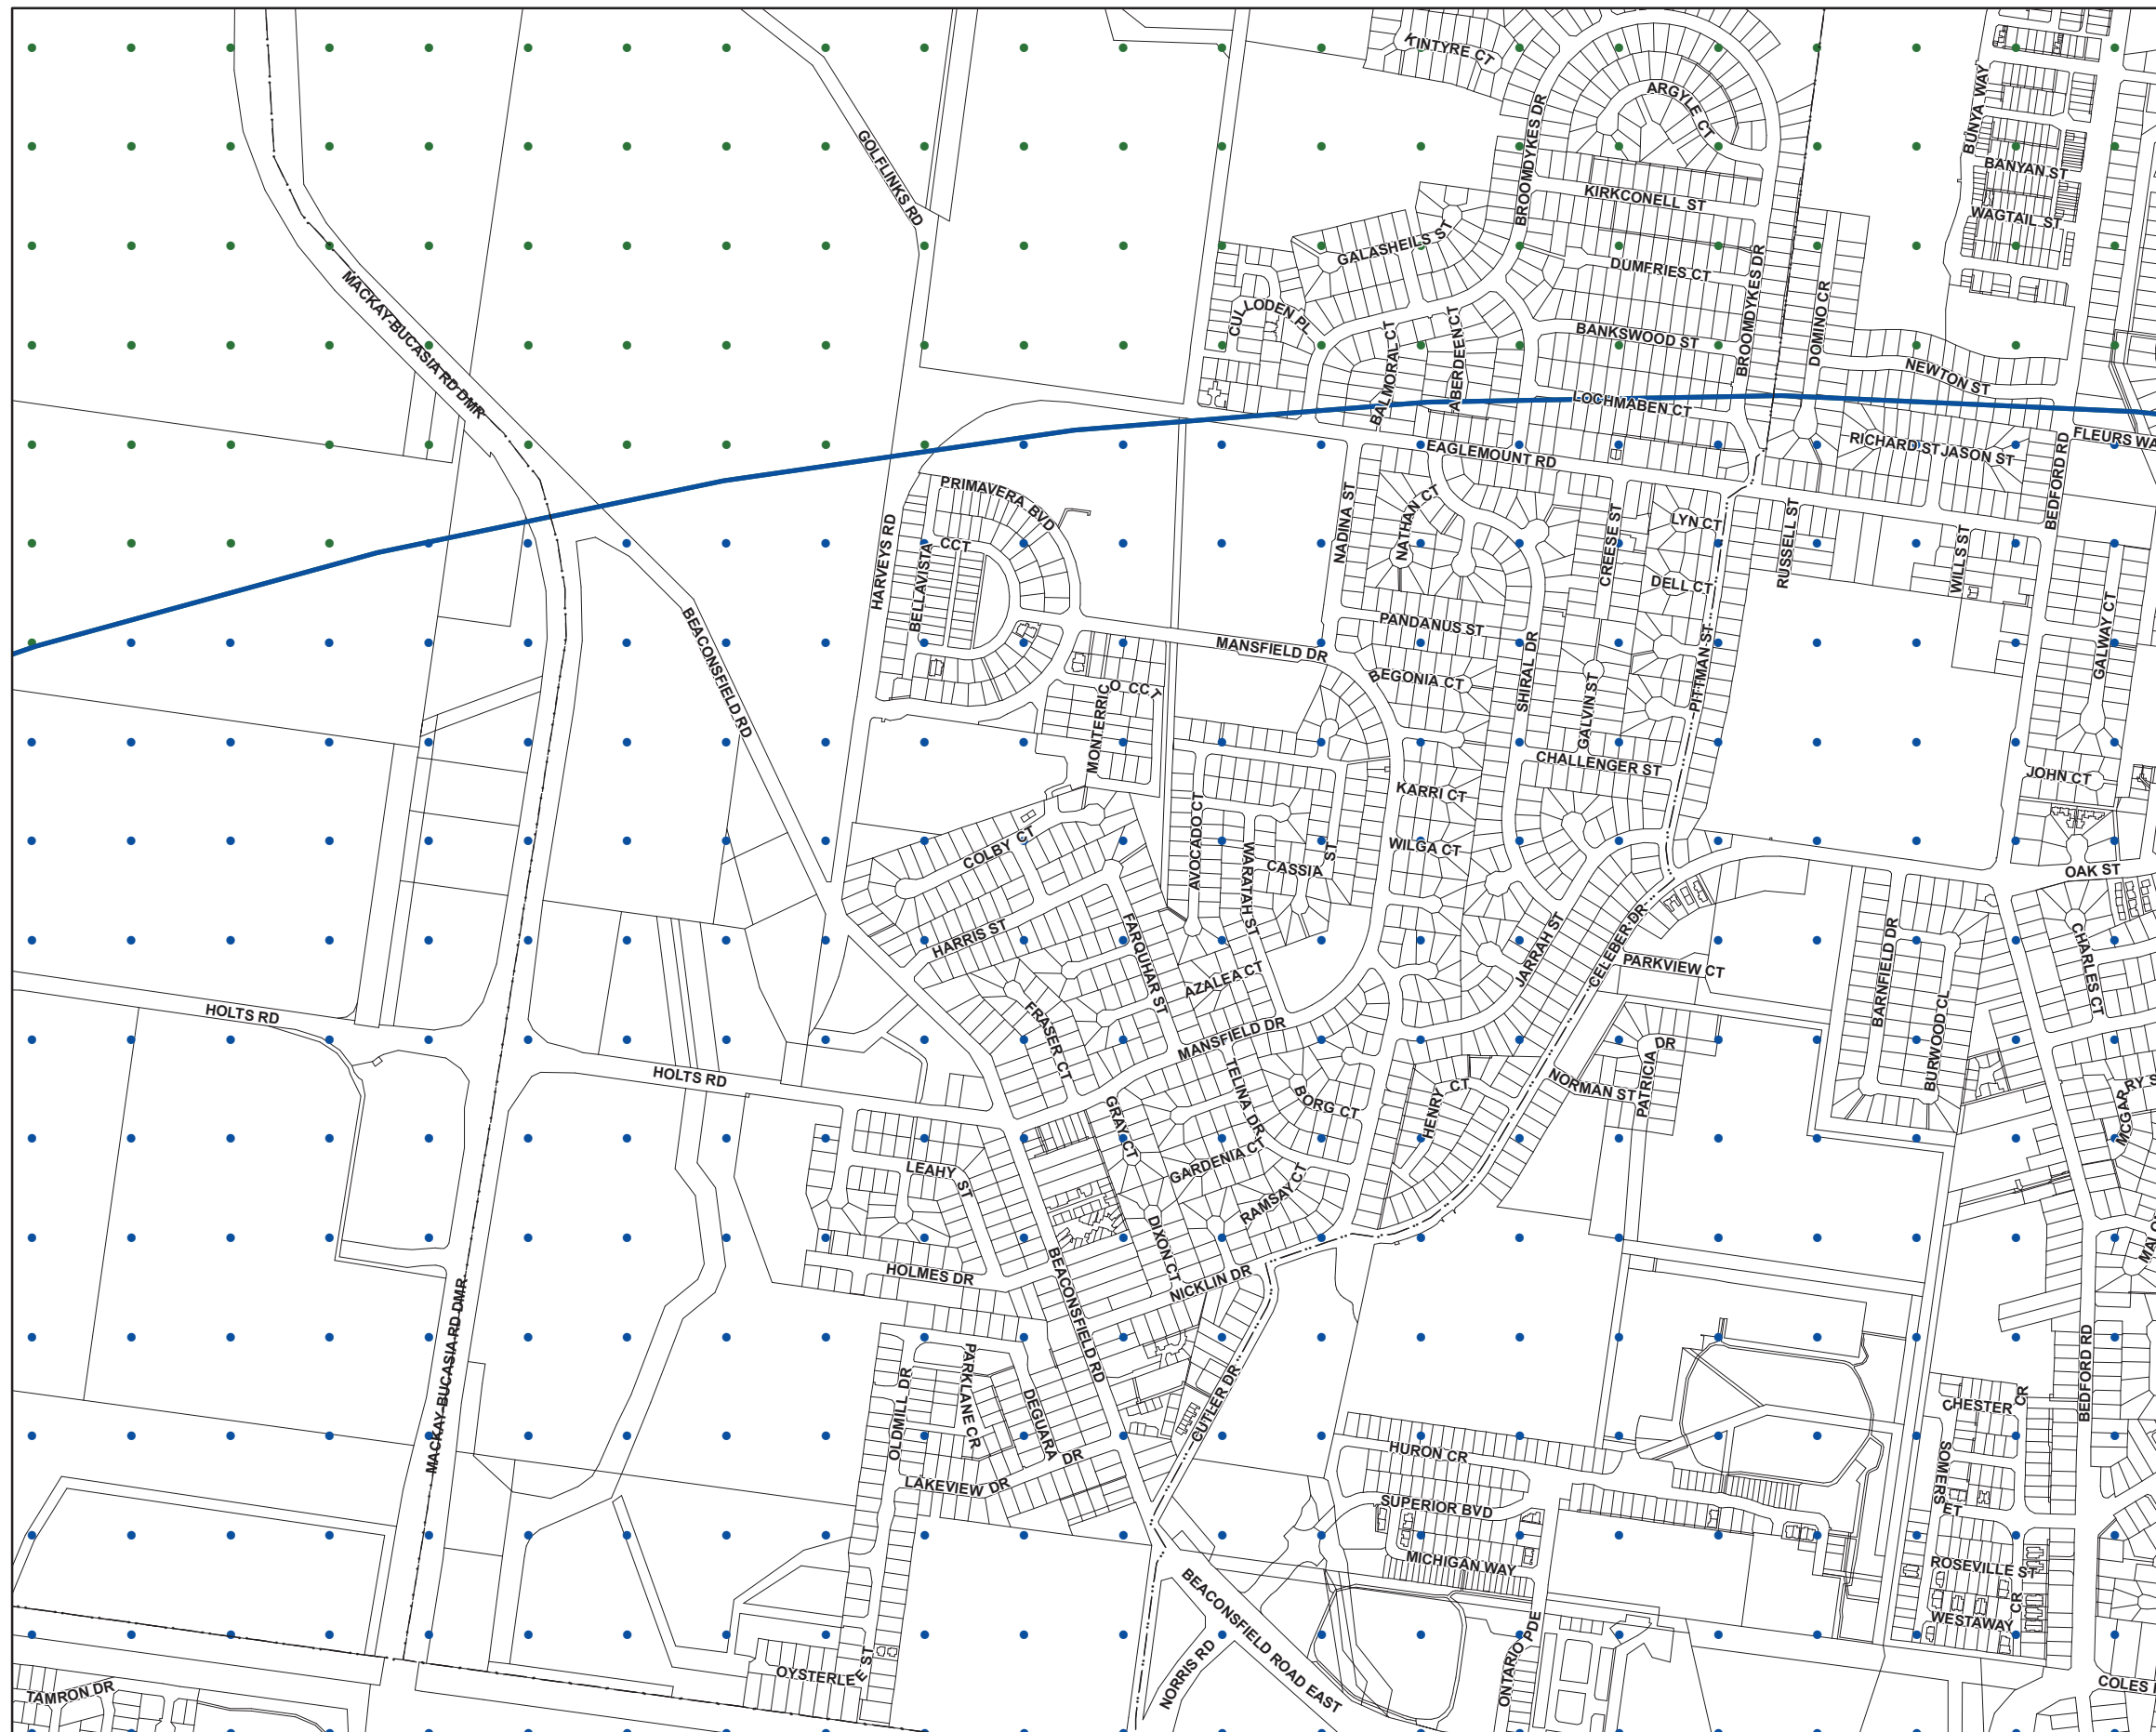 KINTYRE CT
ARGYLE CT
BROOMDYKES DR
BUNYA WAY
GOLFLINKS RD
BANYAN ST
KIRKCONELL ST
WAGTAIL ST
GALASHEILS ST
DUMFRIES CT
BROOMDYKES DR
DOMINO CR
MACKAY-BUCASIA RD DMR
CULLODEN PL
BALMORAL CT
ABERDEEN CT
BANKSWOOD ST
NEWTON ST
LOCHMABEN CT
RICHARD ST
JASON ST
FLEURS WA
BEDFORD RD
EAGLEMOUNT RD
PRIMAVERA BVD
HARVEYS RD
BELLAVISTA
CCT
NADINA ST
NATHAN CT
CREESE ST
LYN CT
RUSSELL ST
WILLS ST
DELL CT
BEACONSFIELD RD
MANSFIELD DR
PANDANUS ST
PITTMAN ST
GALWAY CT
BEGONIA CT
SHIRAL DR
GALVIN ST
MONTERRICO CCT
CHALLENGER ST
JOHN CT
KARRI CT
AVOCADO CT
COLBY CT
WARATAH ST
CASSIA ST
WILGA CT
OAK ST
HARRIS ST
FARQUHAR ST
JARRAH ST
CELEBER DR
BARNFIELD DR
CHARLES CT
AZALEA CT
PARKVIEW CT
HOLTS RD
FRASER CT
MANSFIELD DR
BURWOOD CL
PATRICIA DR
HOLTS RD
TELINA DR
BORG CT
HENRY CT
NORMAN ST
GRAY CT
MCGARRY S
LEAHY ST
GARDENIA CT
RAMSAY CT
DIXON CT
HOLMES DR
NICKLIN DR
BEACONSFIELD RD
MACKAY-BUCASIA RD DMR
BEDFORD RD
OLDMILL DR
PARKLANE CR
DEGUARA DR
CUTLER DR
CHESTER CR
HURON CR
SOMERSET
LAKEVIEW DR
SUPERIOR BVD
MICHIGAN WAY
ROSEVILLE ST
WESTAWAY CR
BEACONSFIELD ROAD EAST
NORRIS RD
ONTARIO PDE
OYSTERLEE ST
TAMRON DR
COLES